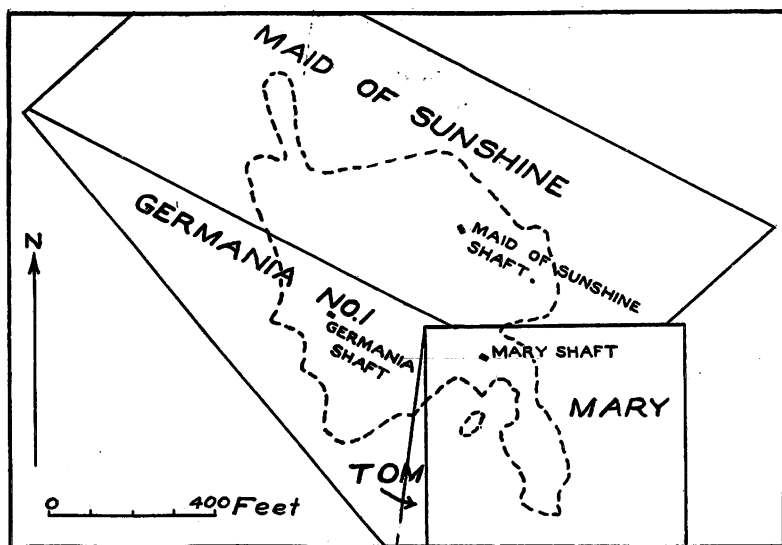 MAID OF SUNSHINE
GERMANIA NO.1
MAID OF SUNSHINE
SHAFT
N
GERMANIA
SHAFT
MARY SHAFT
MARY
TOM
0 400 Feet